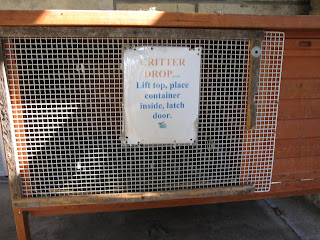 CRITTER
DROP...
Lift top, place
container
inside, latch
door.